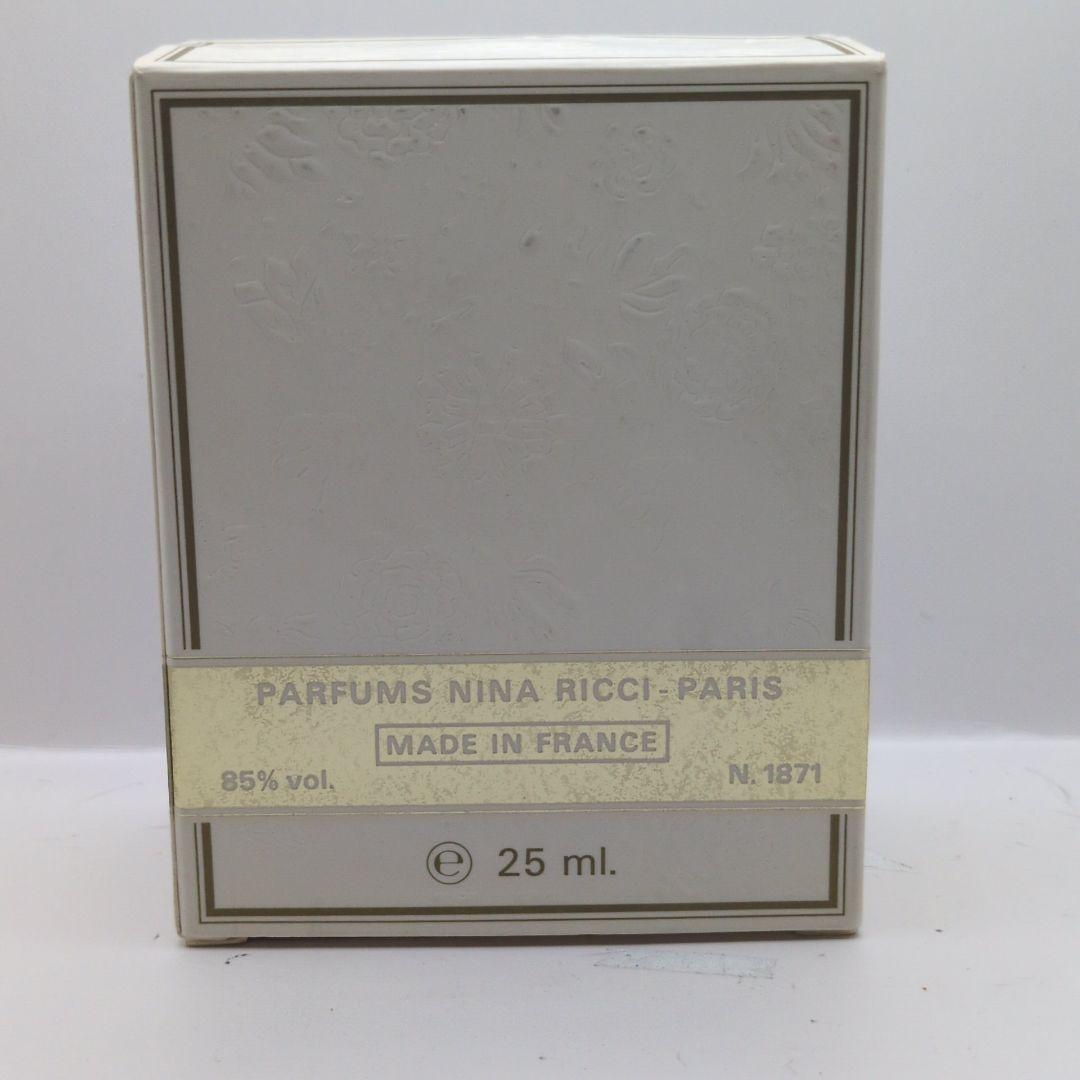 PARFUMS NINA RICCI - PARIS
MADE IN FRANCE
85% vol. N. 1871
℮ 25 ml.